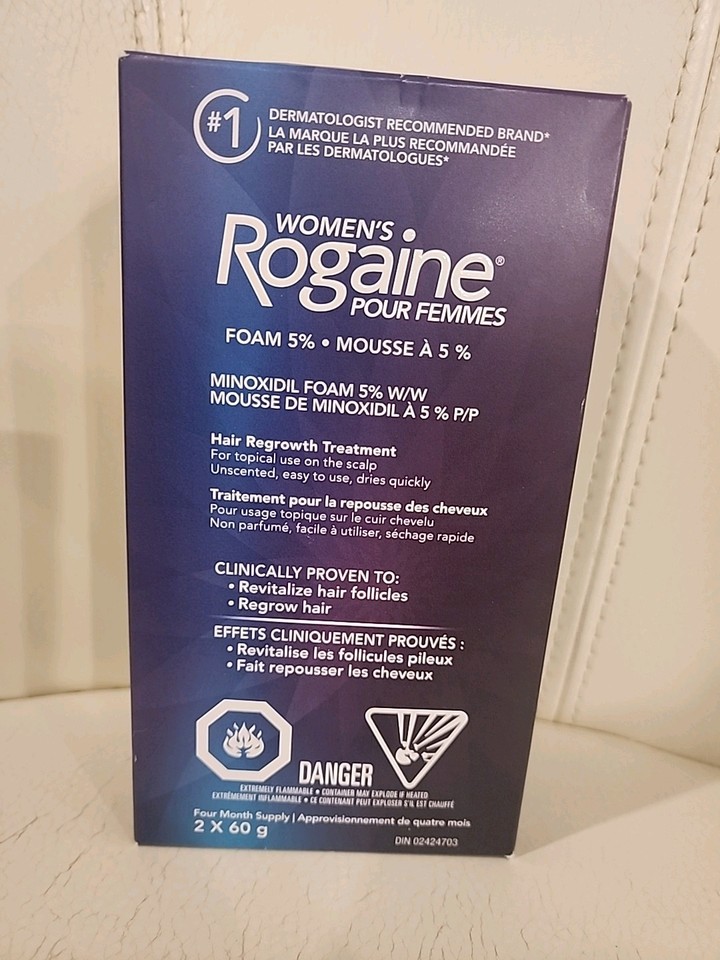 #1
DERMATOLOGIST RECOMMENDED BRAND*
LA MARQUE LA PLUS RECOMMANDÉE
PAR LES DERMATOLOGUES*
WOMEN'S
Rogaine®
POUR FEMMES
FOAM 5% • MOUSSE À 5 %
MINOXIDIL FOAM 5% W/W
MOUSSE DE MINOXIDIL À 5 % P/P
Hair Regrowth Treatment
For topical use on the scalp
Unscented, easy to use, dries quickly
Traitement pour la repousse des cheveux
Pour usage topique sur le cuir chevelu
Non parfumé, facile à utiliser, séchage rapide
CLINICALLY PROVEN TO:
• Revitalize hair follicles
• Regrow hair
EFFETS CLINIQUEMENT PROUVÉS :
• Revitalise les follicules pileux
• Fait repousser les cheveux
DANGER
EXTREMELY FLAMMABLE • CONTAINER MAY EXPLODE IF HEATED
EXTRÊMEMENT INFLAMMABLE • CE CONTENANT PEUT EXPLOSER S'IL EST CHAUFFÉ
Four Month Supply | Approvisionnement de quatre mois
2 X 60 g
DIN 02424703